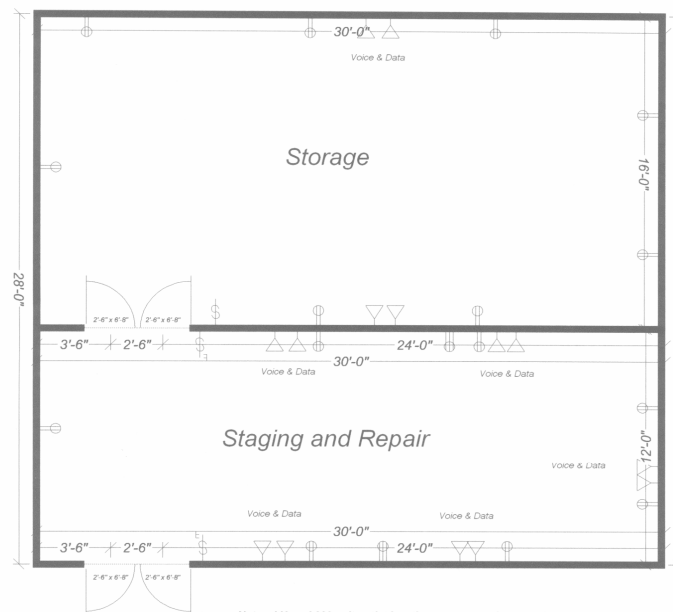 30'-0"
Voice & Data
Storage
16'-0"
28'-0"
2'-6" x 6'-8" 2'-6" x 6'-8"
S
3'-6" 2'-6" S 24'-0"
30'-0"
Voice & Data Voice & Data
Staging and Repair
12'-0"
Voice & Data
Voice & Data Voice & Data
30'-0"
3'-6" 2'-6" S 24'-0"
2'-6" x 6'-8" 2'-6" x 6'-8"